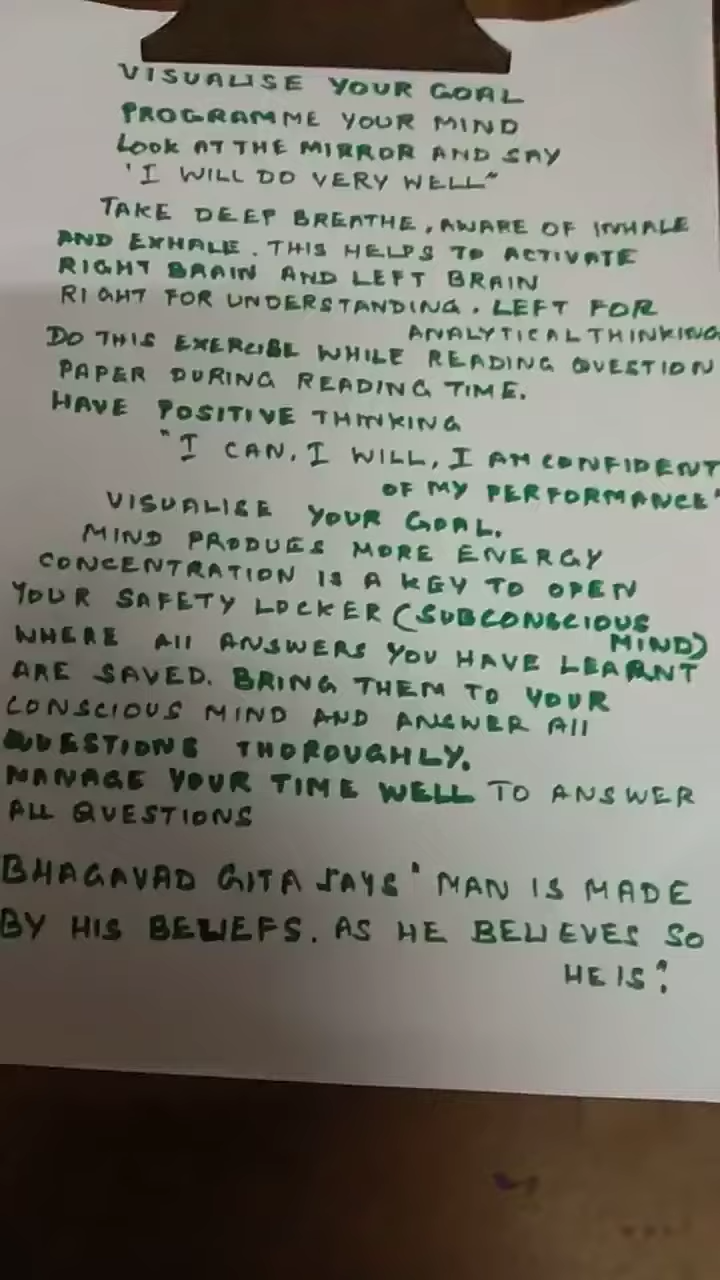 VISUALISE YOUR GOAL
PROGRAMME YOUR MIND
LOOK AT THE MIRROR AND SAY
'I WILL DO VERY WELL"
TAKE DEEP BREATHE, AWARE OF INHALE
AND EXHALE. THIS HELPS TO ACTIVATE
RIGHT BRAIN AND LEFT BRAIN
RIGHT FOR UNDERSTANDING. LEFT FOR
ANALYTICAL THINKING
DO THIS EXERCISE WHILE READING QUESTION
PAPER DURING READING TIME.
HAVE POSITIVE THINKING
"I CAN, I WILL, I AM CONFIDENT
OF MY PERFORMANCE"
VISUALISE YOUR GOAL.
MIND PRODUES MORE ENERGY
CONCENTRATION IS A KEY TO OPEN
YOUR SAFETY LOCKER (SUBCONSCIOUS
MIND)
WHERE All ANSWERS YOU HAVE LEARNT
ARE SAVED. BRING THEM TO YOUR
CONSCIOUS MIND AND ANSWER All
QUESTIONS THOROUGHLY.
MANAGE YOUR TIME WELL TO ANSWER
ALL QUESTIONS
BHAGAVAD GITA SAYS 'MAN IS MADE
BY HIS BELIEFS. AS HE BELIEVES SO
HE IS'.